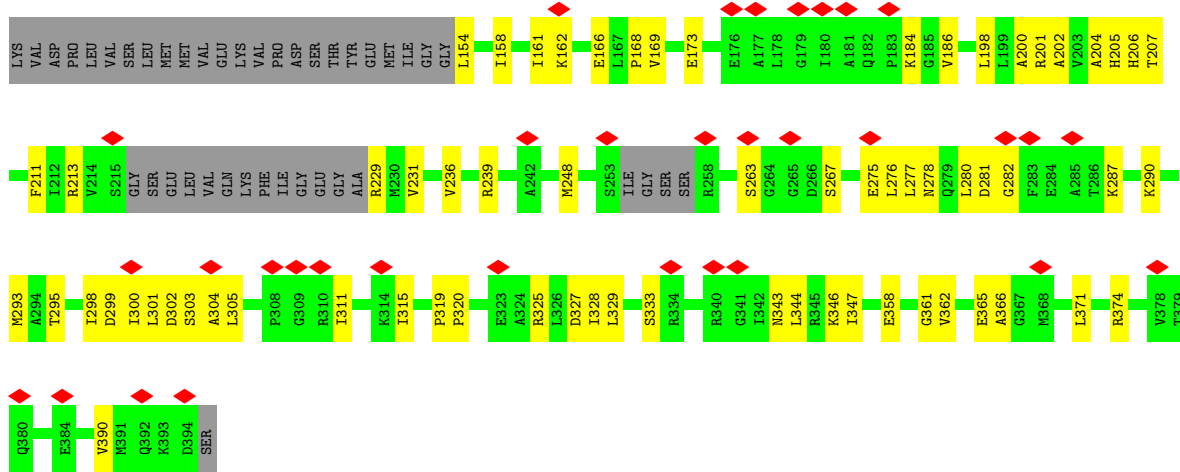 LYS VAL ASP PRO LEU VAL SER LEU MET MET VAL GLU LYS VAL PRO ASP SER THR TYR GLU MET ILE GLY GLY L154 I158 I161 K162 E166 L167 P168 V169 E173 E176 A177 L178 G179 I180 A181 Q182 P183 K184 G185 V186 L198 L199 A200 R201 A202 V203 A204 H205 H206 T207
F211 I212 R213 V214 S215 GLY SER GLU LEU VAL GLN LYS PHE ILE GLY GLU GLY ALA R229 M230 V231 V236 R239 A242 M248 S253 ILE GLY SER SER R258 S263 G264 G265 D266 S267 E275 L276 L277 N278 Q279 L280 D281 G282 F283 E284 A285 T286 K287 K290
M293 A294 T295 I298 D299 I300 L301 D302 S303 A304 L305 P308 G309 R310 I311 K314 I315 P319 P320 E323 A324 R325 L326 D327 I328 L329 S333 R334 R340 G341 I342 N343 L344 R345 K346 I347 E358 G361 V362 E365 A366 G367 M368 L371 R374 V378 T379
Q380 E384 V390 M391 Q392 K393 D394 SER